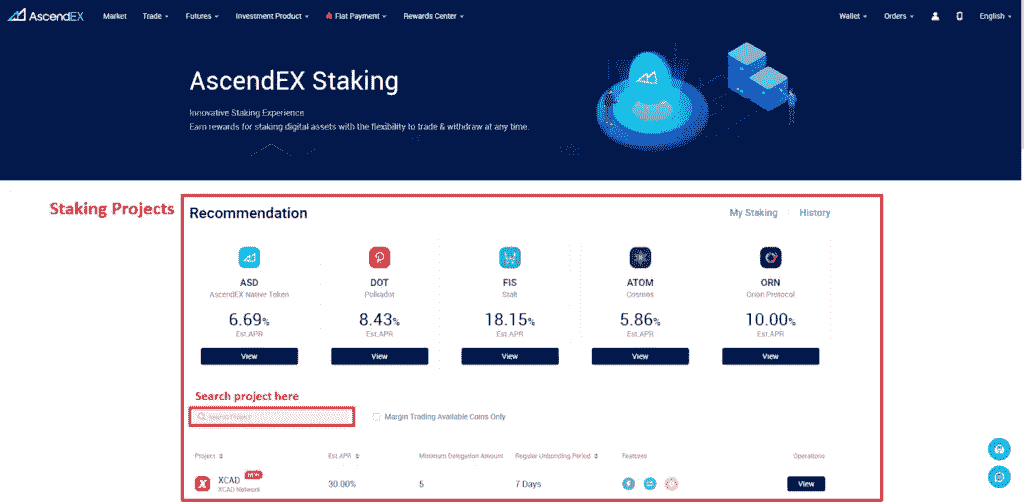 AscendEX Market Trade Futures Investment Product Fiat Payment Rewards Center Wallet Orders English
AscendEX Staking
Innovative Staking Experience
Earn rewards for staking digital assets with the flexibility to trade & withdraw at any time.
Staking Projects
Recommendation My Staking History
ASD DOT FIS ATOM ORN
AscendEX Native Token Polkadot Stafi Cosmos Orion Protocol
6.69% 8.43% 18.15% 5.86% 10.00%
Est.APR Est.APR Est.APR Est.APR Est.APR
View View View View View
Search project here
Search Project Margin Trading Available Coins Only
Project Est.APR Minimum Delegation Amount Regular Unbonding Period Features Operations
XCAD NEW
XCAD Network 30.00% 5 7 Days View